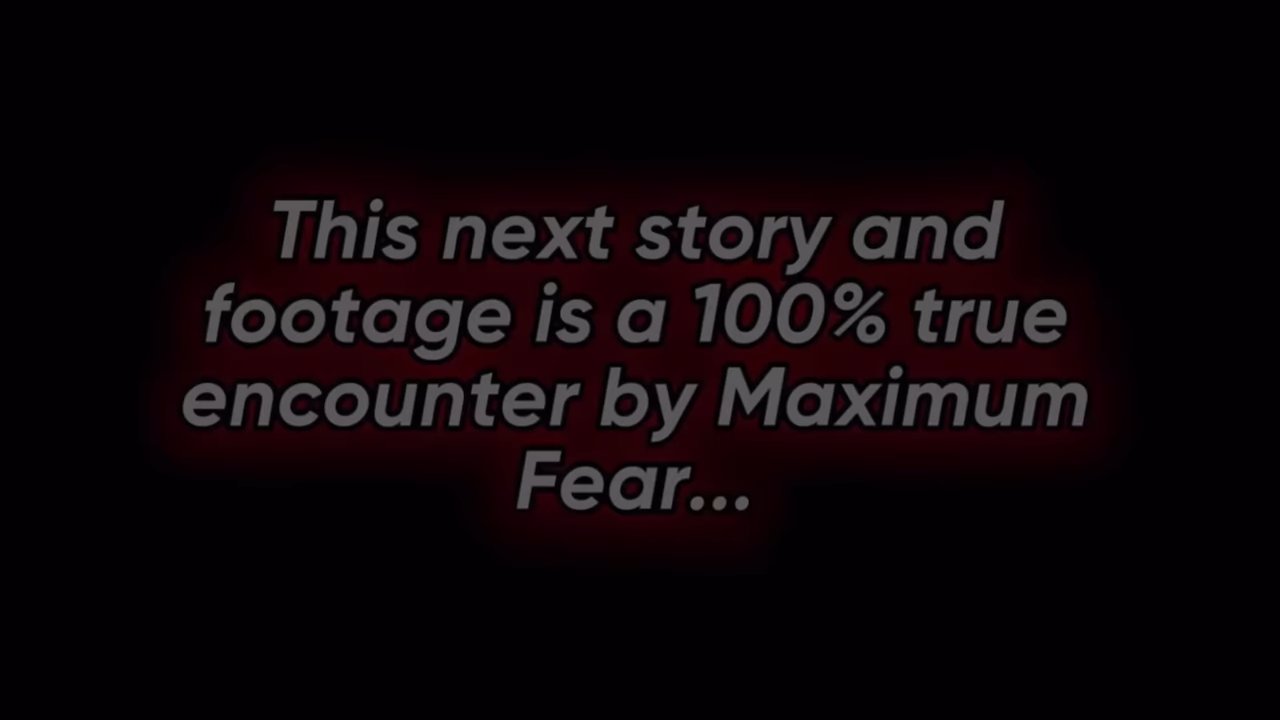 This next story and
footage is a 100% true
encounter by Maximum
Fear...